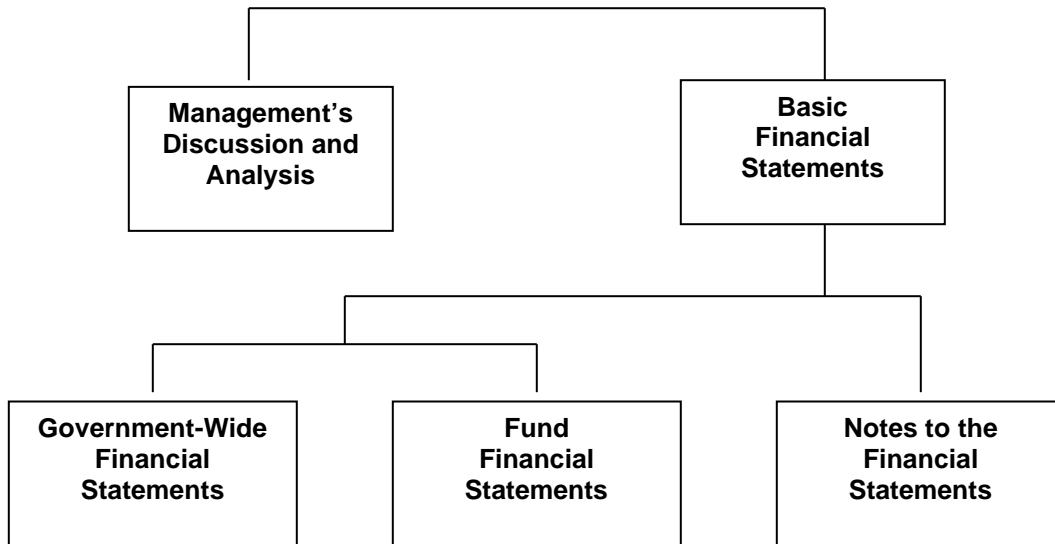 Management’s
Discussion and
Analysis
Basic
Financial
Statements
Government-Wide
Financial
Statements
Fund
Financial
Statements
Notes to the
Financial
Statements